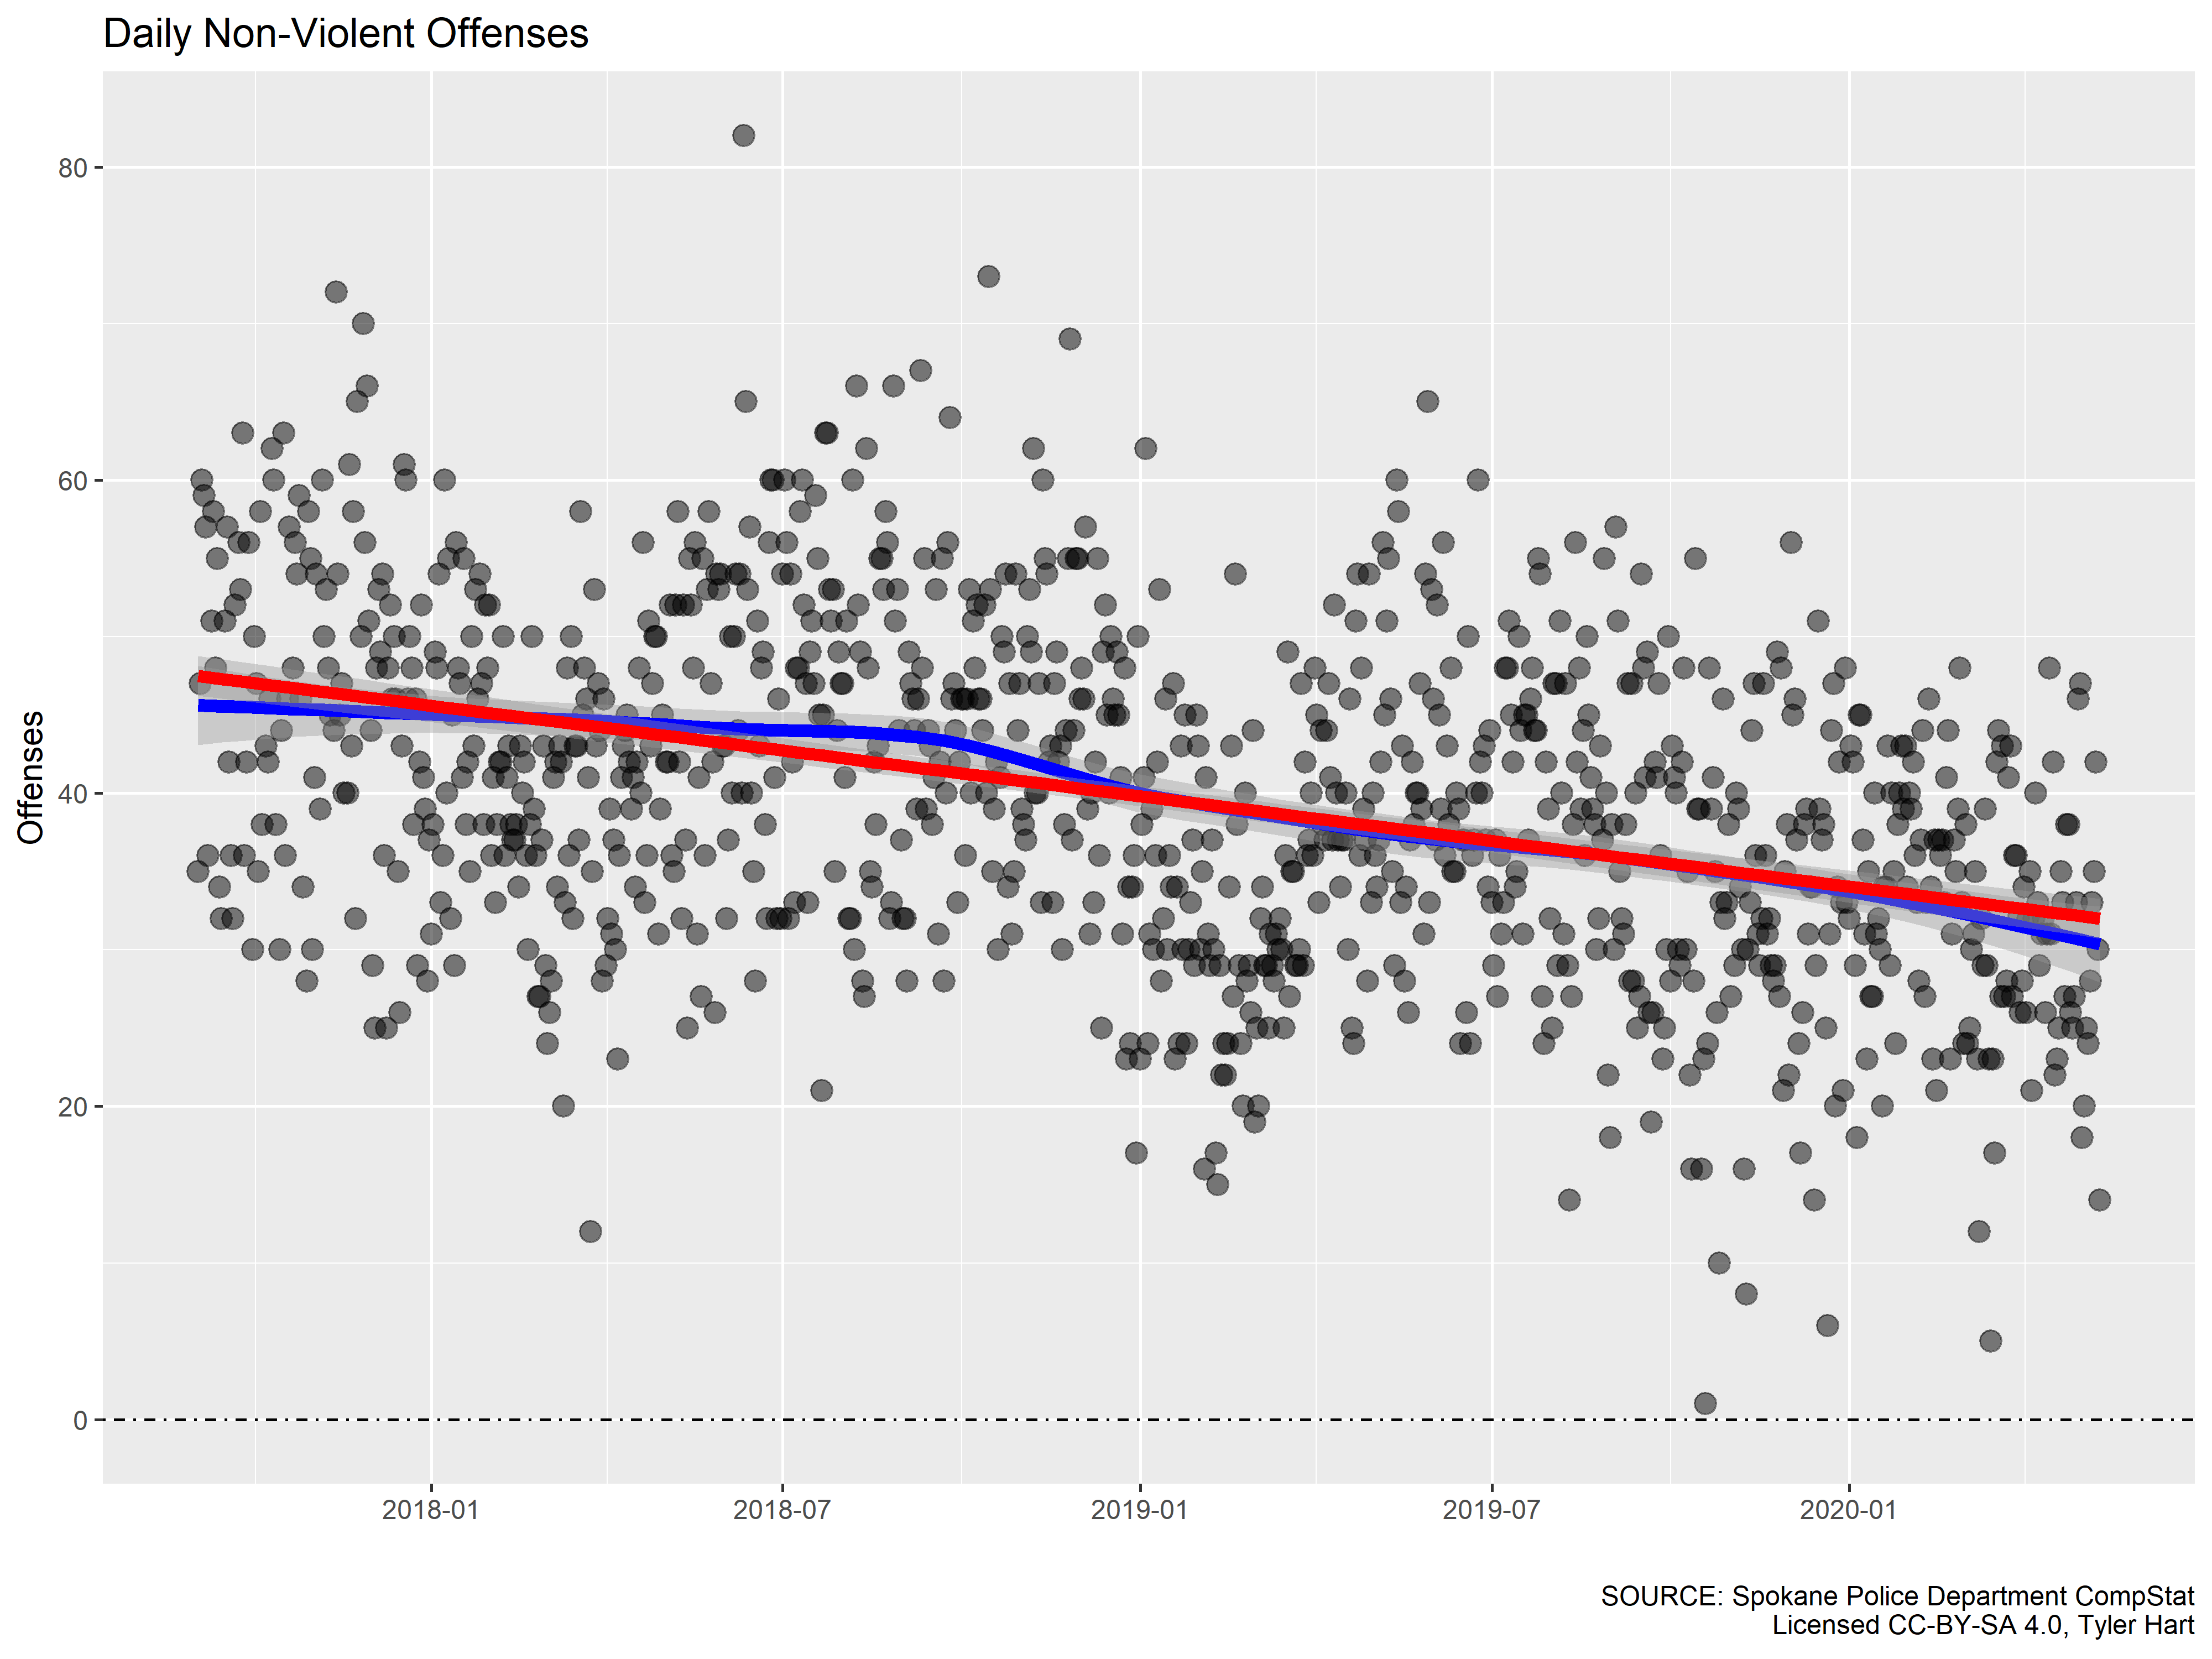 Daily Non-Violent Offenses
Offenses
80
60
40
20
0
2018-01
2018-07
2019-01
2019-07
2020-01
SOURCE: Spokane Police Department CompStat
Licensed CC-BY-SA 4.0, Tyler Hart